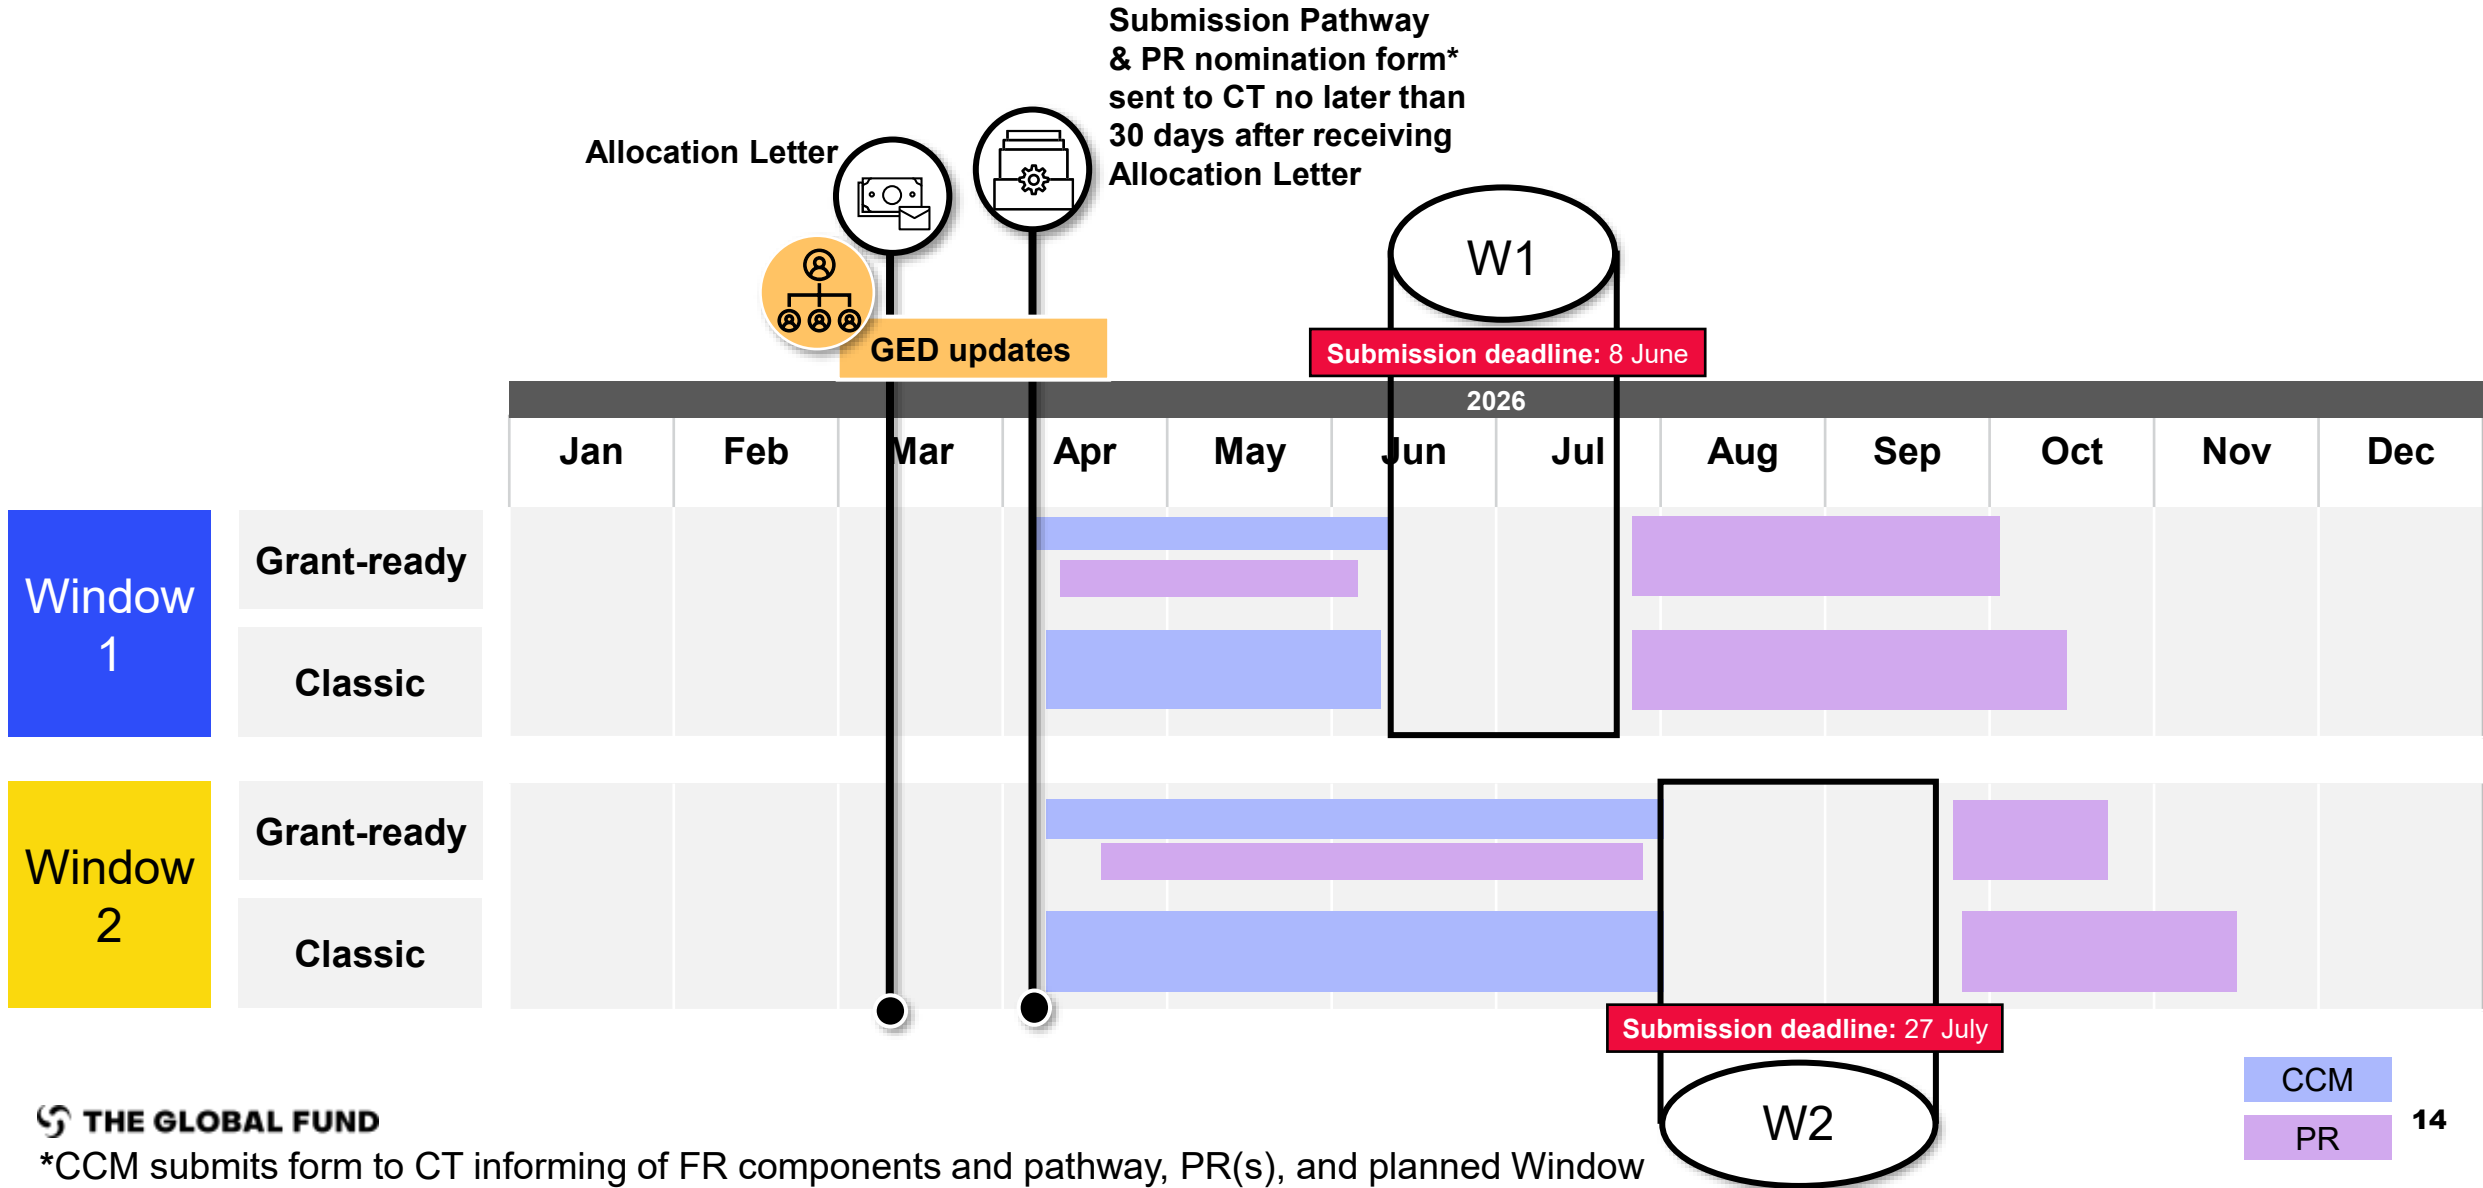 Submission Pathway
& PR nomination form*
sent to CT no later than
30 days after receiving
Allocation Letter
Allocation Letter
W1
GED updates
Submission deadline: 8 June
2026
Jan Feb Mar Apr May Jun Jul Aug Sep Oct Nov Dec
Window
1
Grant-ready
Classic
Window
2
Grant-ready
Classic
Submission deadline: 27 July
W2
CCM
PR
14
THE GLOBAL FUND
*CCM submits form to CT informing of FR components and pathway, PR(s), and planned Window